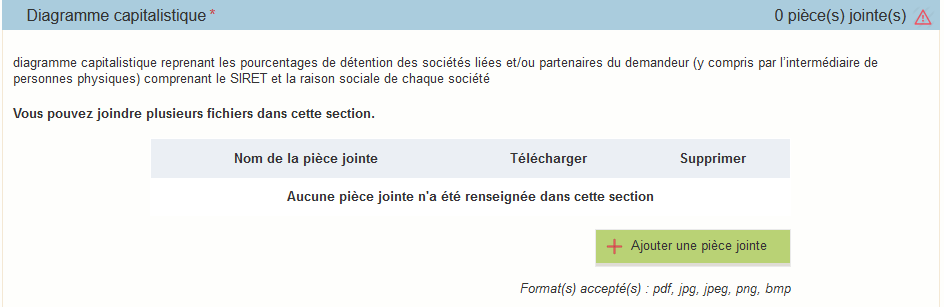 Diagramme capitalistique * 0 pièce(s) jointe(s)
diagramme capitalistique reprenant les pourcentages de détention des sociétés liées et/ou partenaires du demandeur (y compris par l'intermédiaire de
personnes physiques) comprenant le SIRET et la raison sociale de chaque société
Vous pouvez joindre plusieurs fichiers dans cette section.
Nom de la pièce jointe Télécharger Supprimer
Aucune pièce jointe n'a été renseignée dans cette section
Ajouter une pièce jointe
Format(s) accepté(s) : pdf, jpg, jpeg, png, bmp